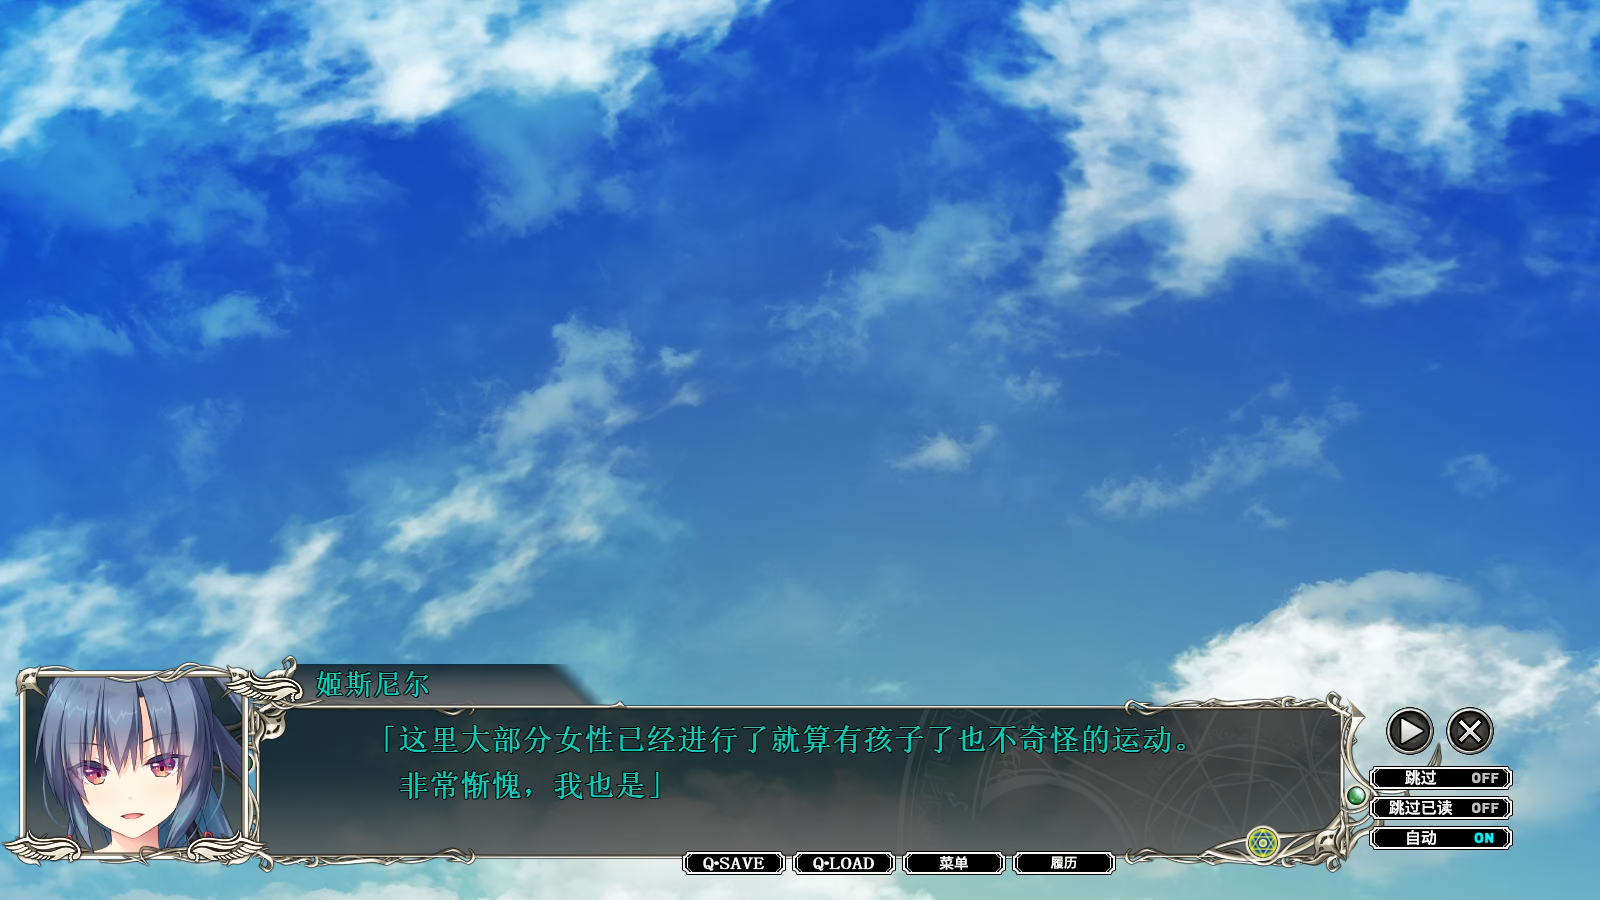 姬斯尼尔
「这里大部分女性已经进行了就算有孩子了也不奇怪的运动。
非常惭愧，我也是」
跳过 OFF
跳过已读 OFF
自动 ON
Q•SAVE Q•LOAD 菜单 履历